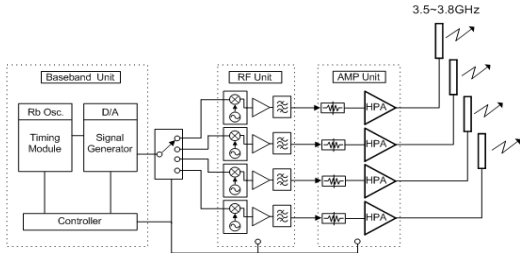 3.5~3.8GHz
Baseband Unit
RF Unit
AMP Unit
Rb Osc.
D/A
Timing
Module
Signal
Generator
Controller
HPA
HPA
HPA
HPA